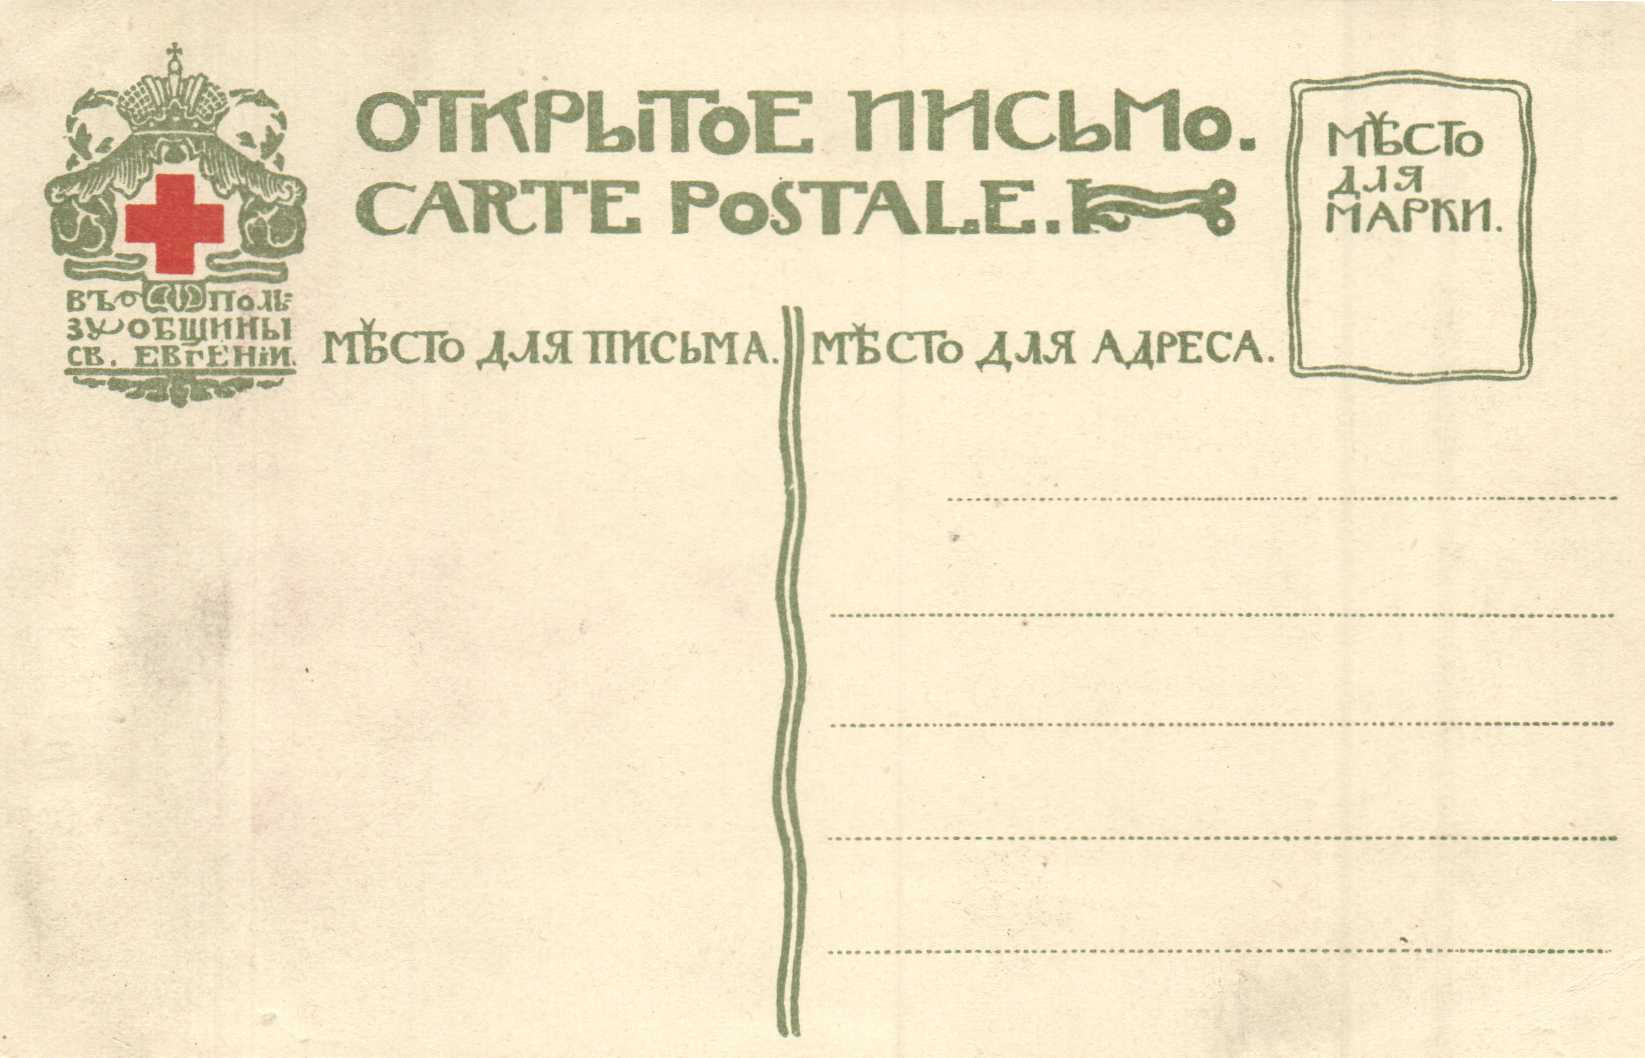 ОТКРЫТОЕ ПИСЬМО.
CARTE POSTALE.
МѢСТО
ДЛЯ
МАРКИ.
ВЪ ПОЛЬ-
ЗУ ОБЩИНЫ
СВ. ЕВГЕНІИ.
МѢСТО ДЛЯ ПИСЬМА.
МѢСТО ДЛЯ АДРЕСА.